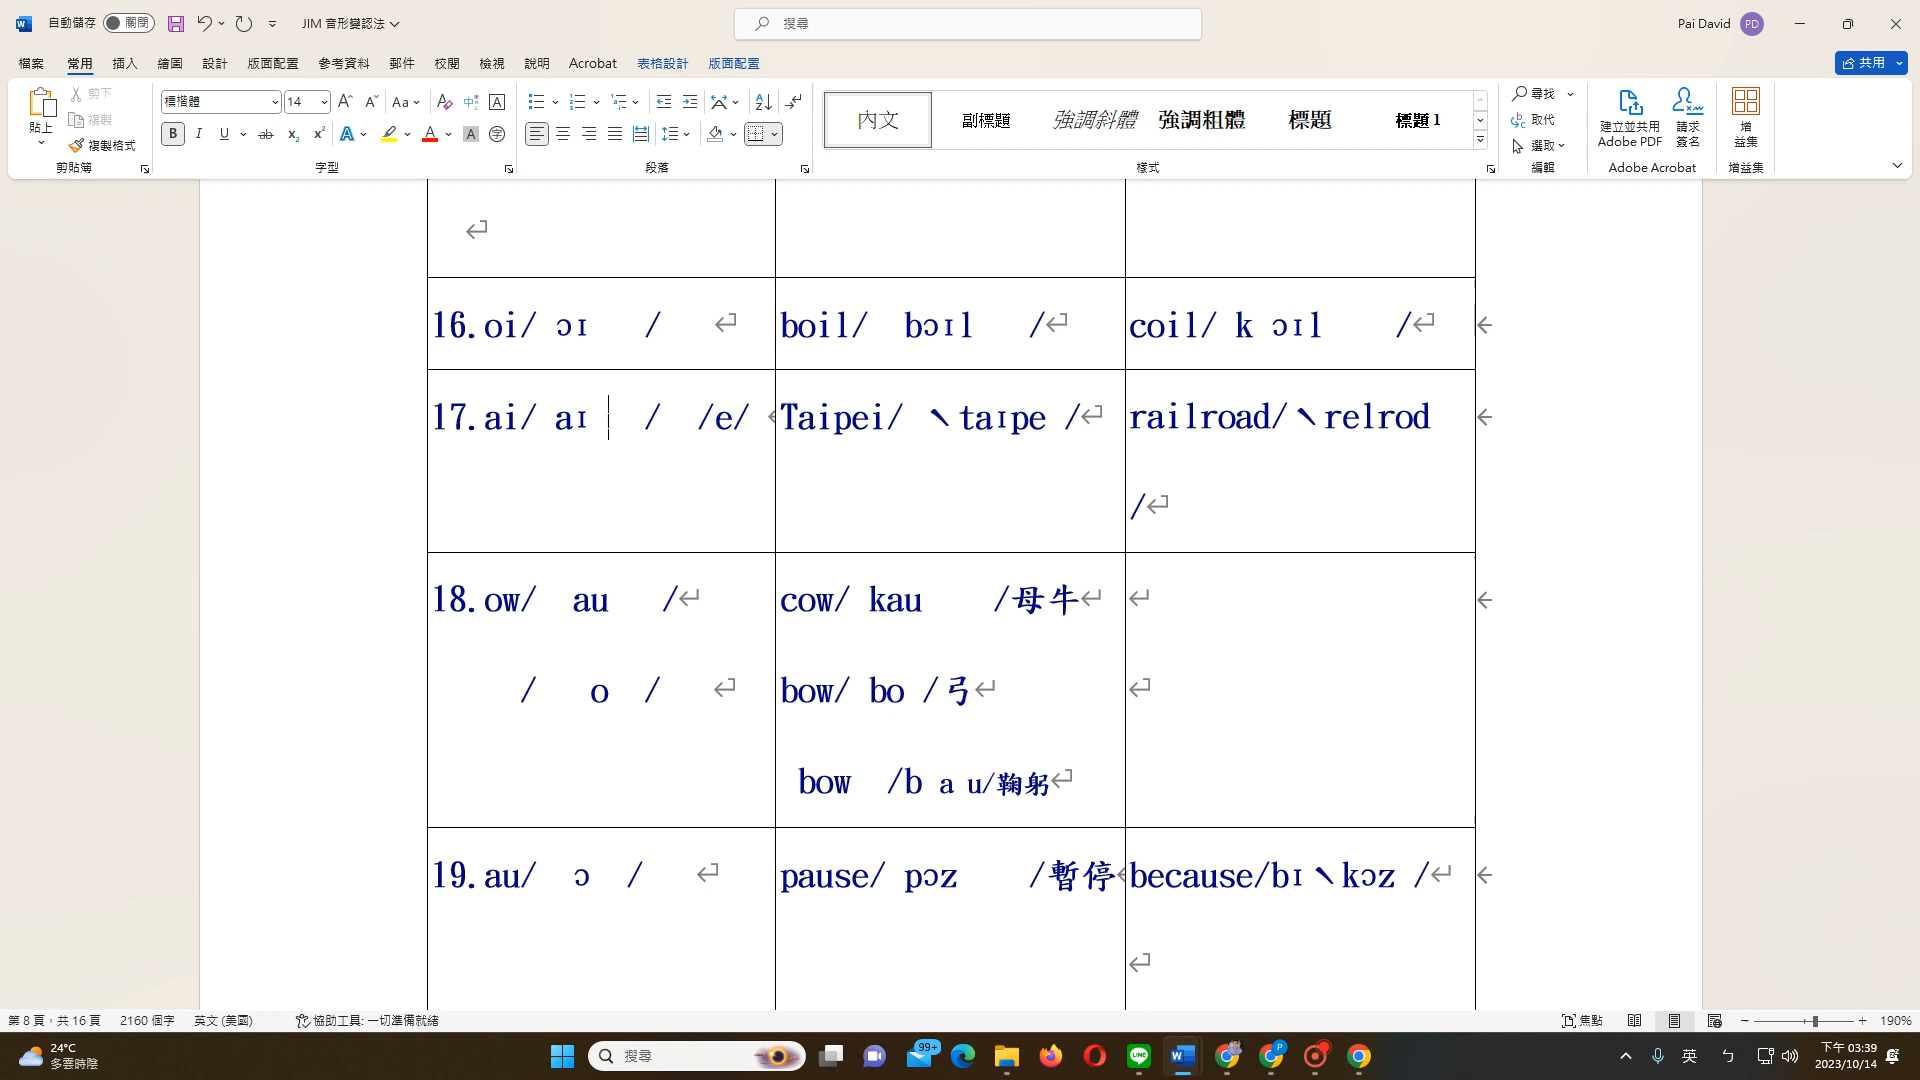 自動儲存 關閉 JIM 音形變認法 搜尋 Pai David PD
檔案 常用 插入 繪圖 設計 版面配置 參考資料 郵件 校閱 檢視 說明 Acrobat 表格設計 版面配置 共用
貼上 剪下 複製 複製格式 剪貼簿
標楷體 14 字型
段落
內文 副標題 強調斜體 強調粗體 標題 標題 1 樣式
尋找 取代 選取 編輯
建立並共用 Adobe PDF 請求 簽名 Adobe Acrobat
增益集 增益集
16.oi/ ɔɪ / boil/ bɔɪl / coil/ k ɔɪl /
17.ai/ aɪ / /e/ Taipei/ ㄟtaɪpe / railroad/ㄟrelrod
/
18.ow/ au / cow/ kau /母牛
/ o / bow/ bo /弓
bow /b a u/鞠躬
19.au/ ɔ / pause/ pɔz /暫停 because/bɪㄟkɔz /
第 8 頁，共 16 頁 2160 個字 英文 (美國) 協助工具: 一切準備就緒 焦點 190%
24°C
多雲時陰
搜尋
99+
英
下午 03:39
2023/10/14